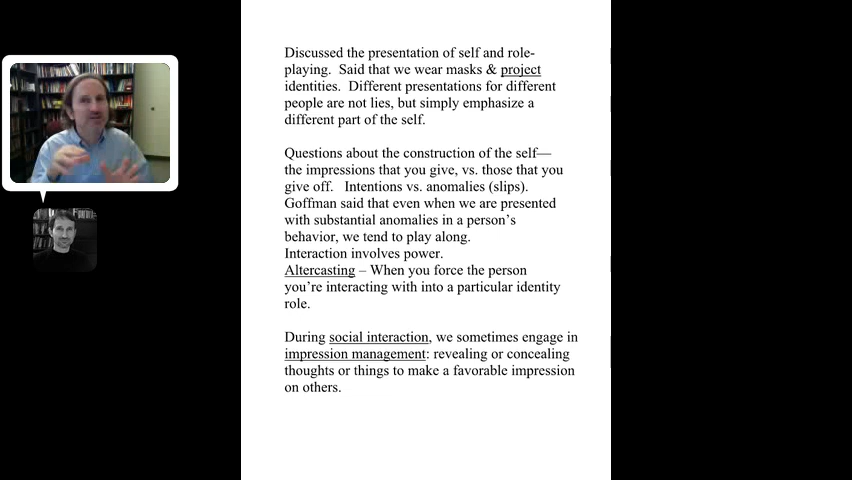 Discussed the presentation of self and role-
playing.  Said that we wear masks & project
identities.  Different presentations for different
people are not lies, but simply emphasize a
different part of the self.
Questions about the construction of the self—
the impressions that you give, vs. those that you
give off.   Intentions vs. anomalies (slips).
Goffman said that even when we are presented
with substantial anomalies in a person’s
behavior, we tend to play along.
Interaction involves power.
Altercasting – When you force the person
you’re interacting with into a particular identity
role.
During social interaction, we sometimes engage in
impression management: revealing or concealing
thoughts or things to make a favorable impression
on others.